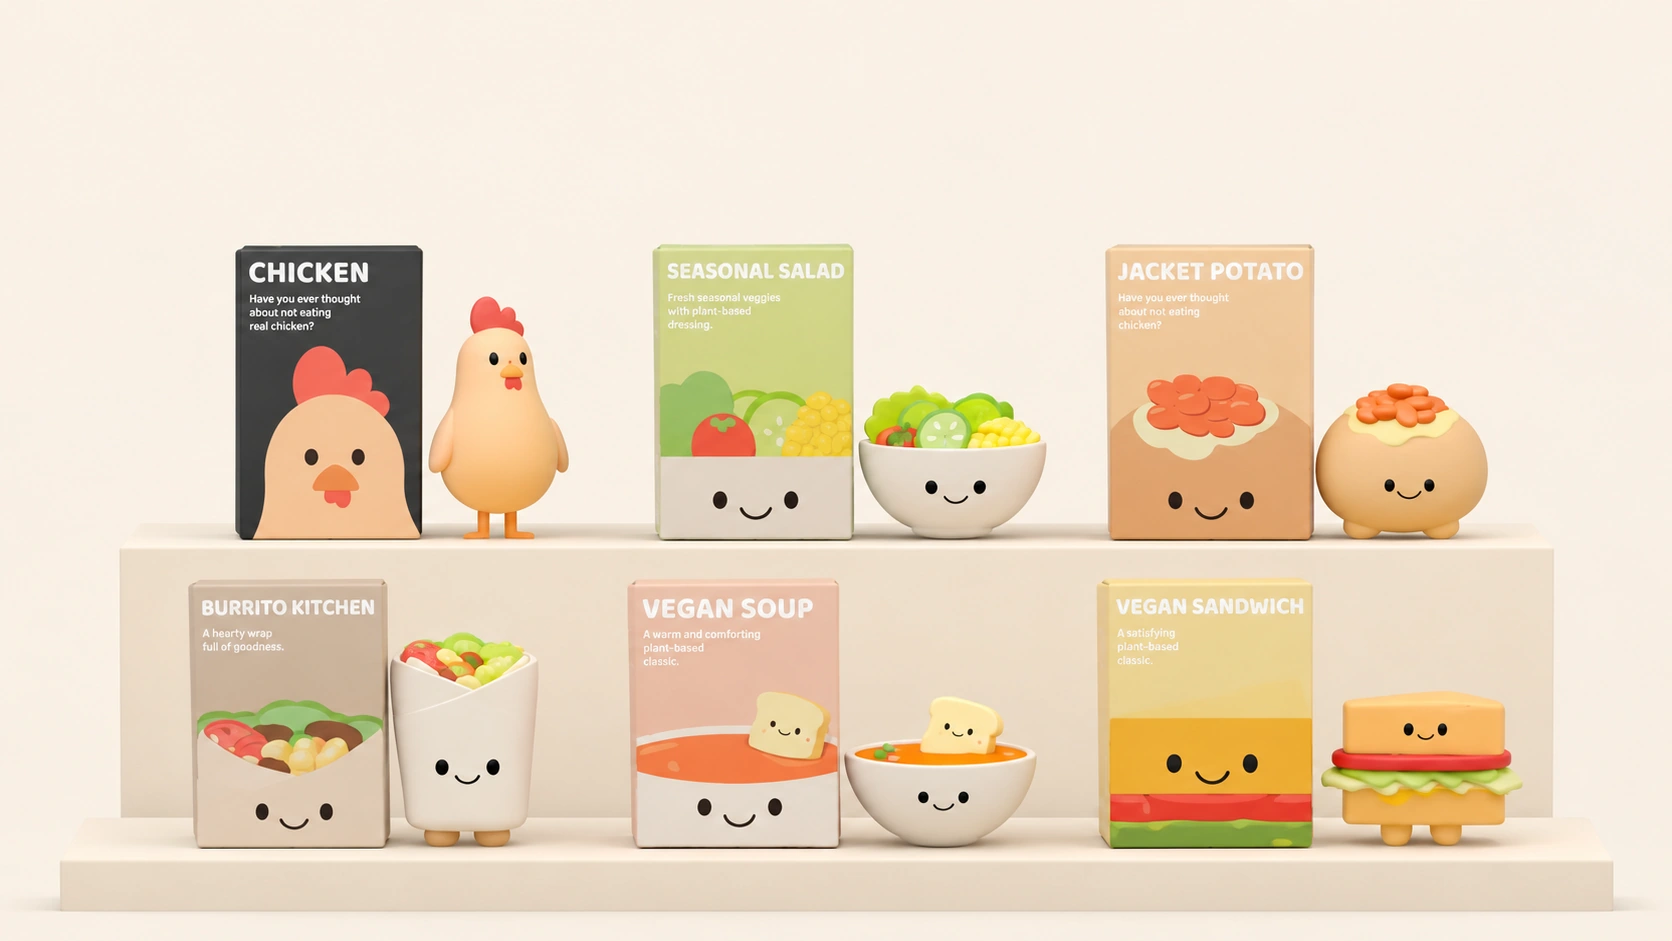 CHICKEN
Have you ever thought
about not eating
real chicken?
SEASONAL SALAD
Fresh seasonal veggies
with plant-based
dressing.
JACKET POTATO
Have you ever thought
about not eating
chicken?
BURRITO KITCHEN
A hearty wrap
full of goodness.
VEGAN SOUP
A warm and comforting
plant-based
classic.
VEGAN SANDWICH
A satisfying
plant-based
classic.